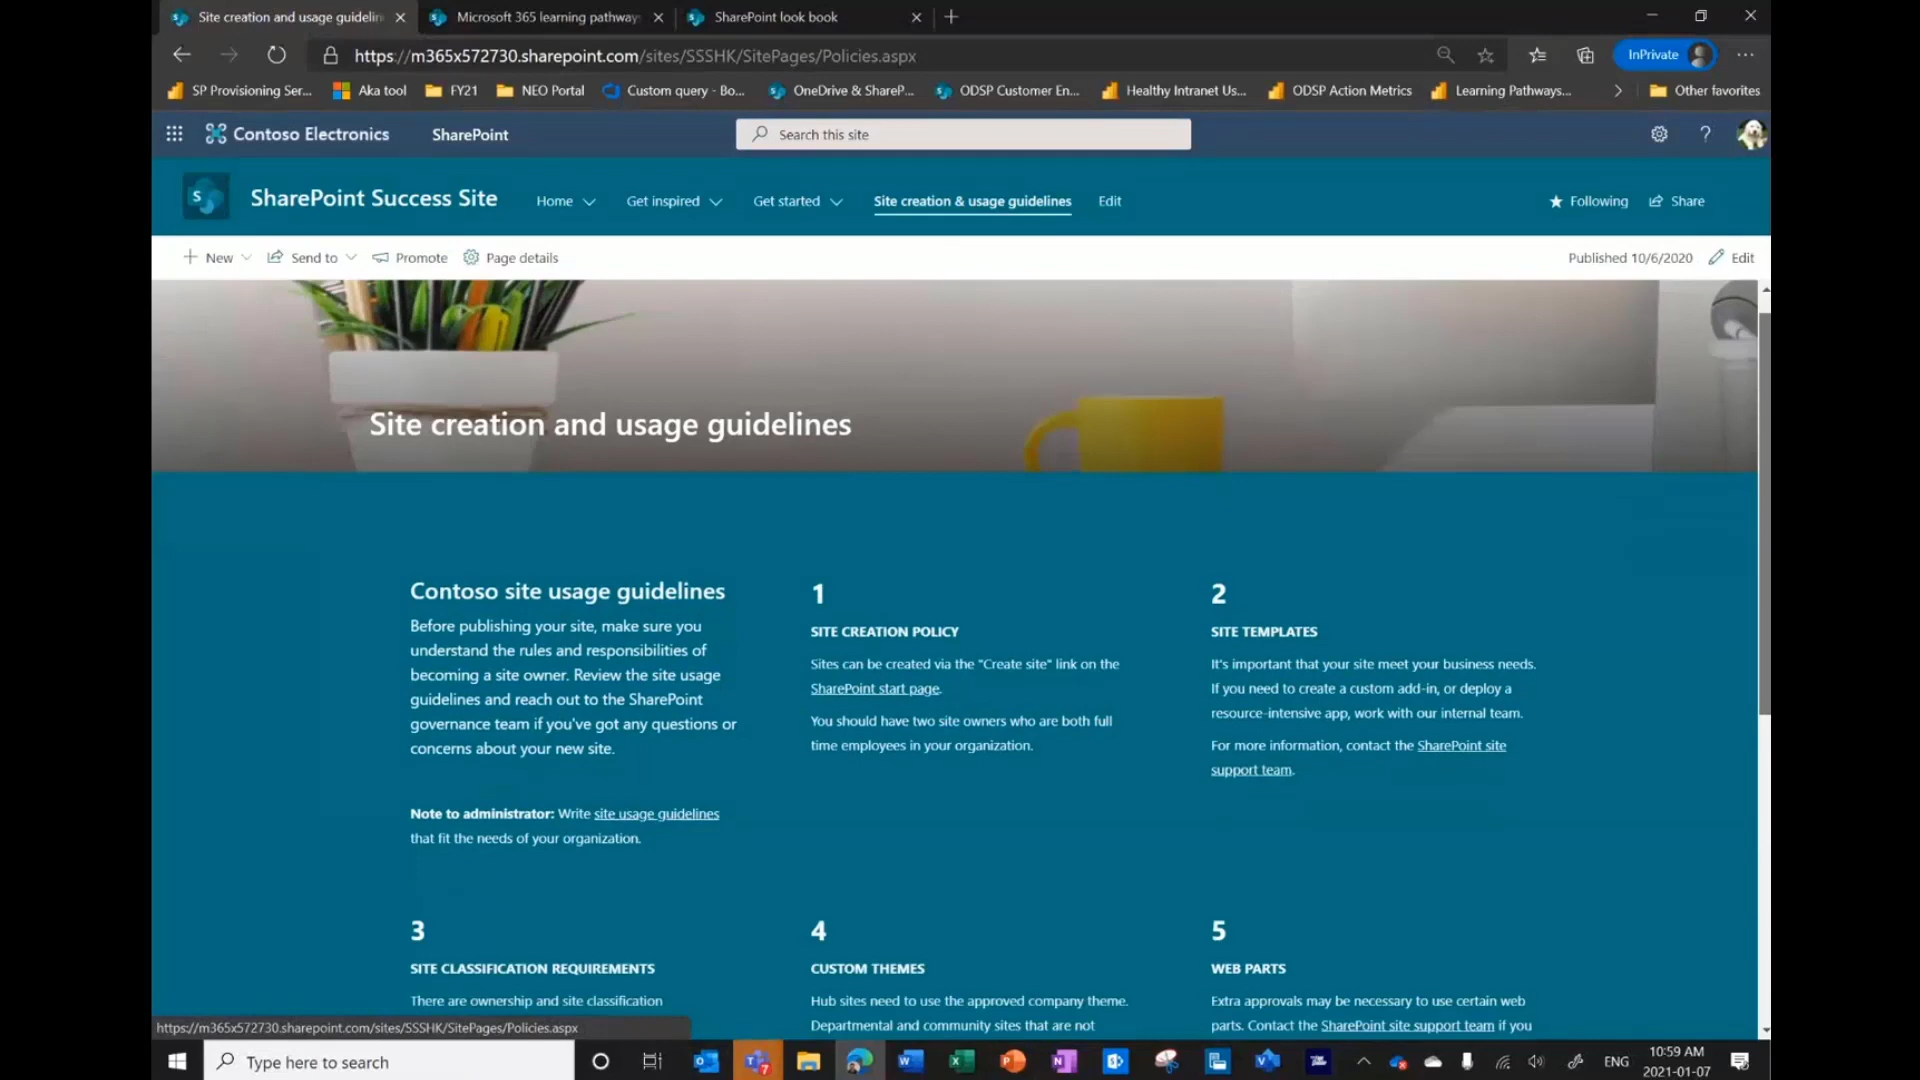 Site creation and usage guidelin
Microsoft 365 learning pathway
SharePoint look book
https://m365x572730.sharepoint.com/sites/SSSHK/SitePages/Policies.aspx
InPrivate
SP Provisioning Ser...
Aka tool
FY21
NEO Portal
Custom query - Bo...
OneDrive & ShareP...
ODSP Customer En...
Healthy Intranet Us...
ODSP Action Metrics
Learning Pathways...
Other favorites
Contoso Electronics
SharePoint
Search this site
?
S
SharePoint Success Site
Home
Get inspired
Get started
Site creation & usage guidelines
Edit
Following
Share
New
Send to
Promote
Page details
Published 10/6/2020
Edit
Site creation and usage guidelines
Contoso site usage guidelines
Before publishing your site, make sure you
understand the rules and responsibilities of
becoming a site owner. Review the site usage
guidelines and reach out to the SharePoint
governance team if you've got any questions or
concerns about your new site.
Note to administrator: Write site usage guidelines
that fit the needs of your organization.
1
SITE CREATION POLICY
Sites can be created via the "Create site" link on the
SharePoint start page.
You should have two site owners who are both full
time employees in your organization.
2
SITE TEMPLATES
It's important that your site meet your business needs.
If you need to create a custom add-in, or deploy a
resource-intensive app, work with our internal team.
For more information, contact the SharePoint site
support team.
3
SITE CLASSIFICATION REQUIREMENTS
There are ownership and site classification
4
CUSTOM THEMES
Hub sites need to use the approved company theme.
Departmental and community sites that are not
5
WEB PARTS
Extra approvals may be necessary to use certain web
parts. Contact the SharePoint site support team if you
https://m365x572730.sharepoint.com/sites/SSSHK/SitePages/Policies.aspx
Type here to search
7
ENG
10:59 AM
2021-01-07